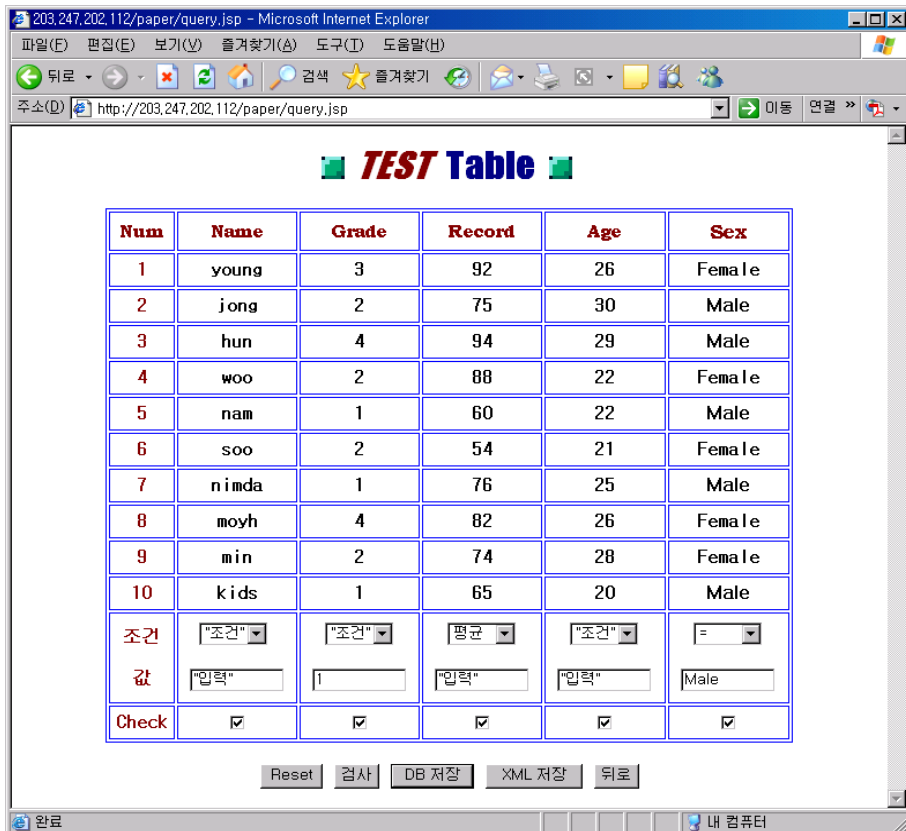 203,247,202,112/paper/query.jsp - Microsoft Internet Explorer
파일(F) 편집(E) 보기(V) 즐겨찾기(A) 도구(T) 도움말(H)
뒤로 검색 즐겨찾기
주소(D) http://203,247,202,112/paper/query.jsp 이동 연결 »
TEST Table
Num Name Grade Record Age Sex
1 young 3 92 26 Female
2 jong 2 75 30 Male
3 hun 4 94 29 Male
4 woo 2 88 22 Female
5 nam 1 60 22 Male
6 soo 2 54 21 Female
7 nimda 1 76 25 Male
8 moyh 4 82 26 Female
9 min 2 74 28 Female
10 kids 1 65 20 Male
조건 "조건" "조건" 평균 "조건" =
값 "입력" 1 "입력" "입력" Male
Check
Reset 검사 DB 저장 XML 저장 뒤로
완료 내 컴퓨터